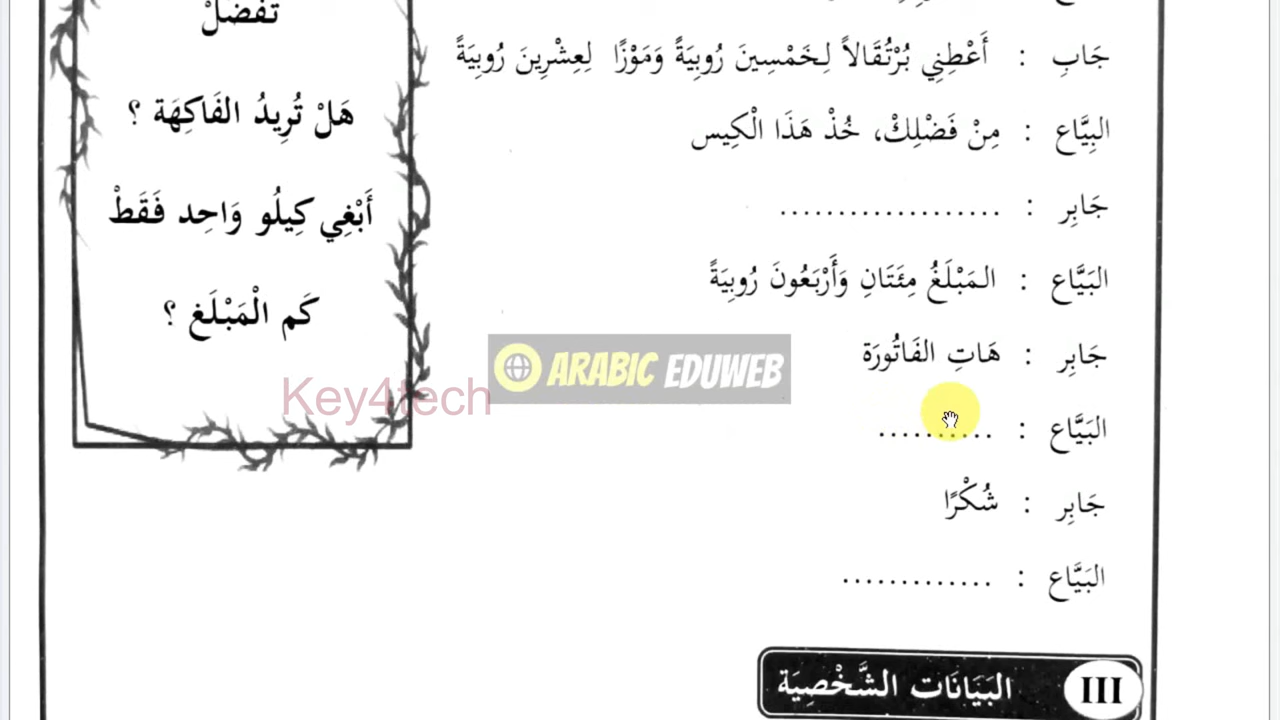 جَابِ : أَعْطِنِي بُرْتُقَالاً لِخَمْسِينَ رُوبِيَةً وَمَوْزًا لِعِشْرِينَ رُوبِيَةً
البِيَّاع : مِنْ فَضْلِكْ، خُذْ هَذَا الْكِيس
جَابِر : ...................
البَيَّاع : المَبْلَغُ مِئَتَانِ وَأَرْبَعُونَ رُوبِيَةً
جَابِر : هَاتِ الفَاتُورَة
البَيَّاع : ..........
جَابِر : شُكْرًا
البَيَّاع : .............
تَفَضَّلْ
هَلْ تُرِيدُ الفَاكِهَة ؟
أَبْغِي كِيلُو وَاحِد فَقَطْ
كَم الْمَبْلَغ ؟
Key4tech
ARABIC EDUWEB
III البَيَانَات الشَّخْصِيَة